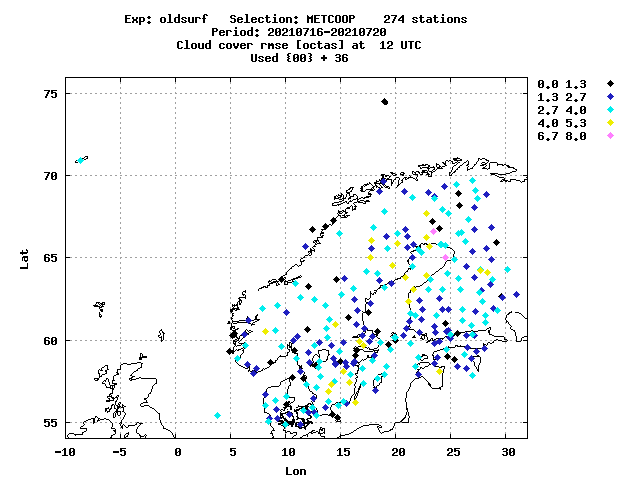 Exp: oldsurf   Selection: METCOOP    274 stations
Period: 20210716-20210720
Cloud cover rmse [octas] at  12 UTC
Used {00} + 36
0.0 1.3
1.3 2.7
2.7 4.0
4.0 5.3
6.7 8.0
75
70
65
60
55
Lat
-10 -5 0 5 10 15 20 25 30
Lon